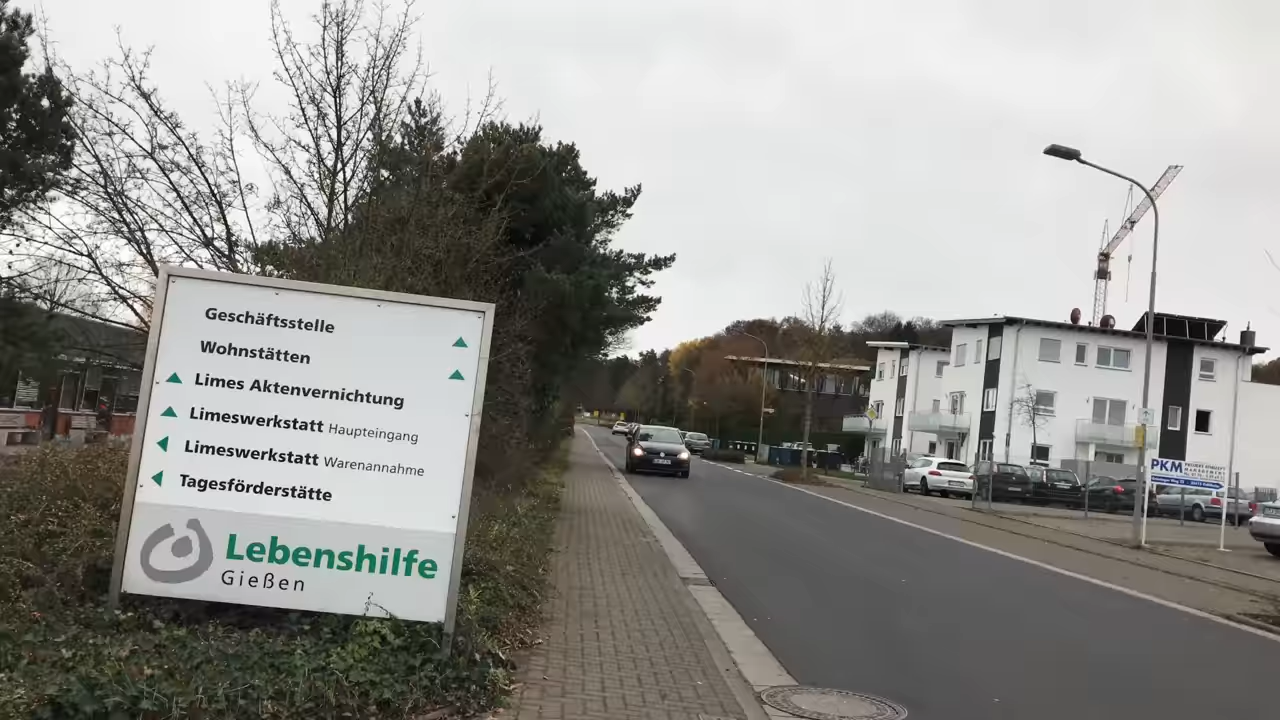 Geschäftsstelle
Wohnstätten
Limes Aktenvernichtung
Limeswerkstatt Haupteingang
Limeswerkstatt Warenannahme
Tagesförderstätte
Lebenshilfe
Gießen
PKM